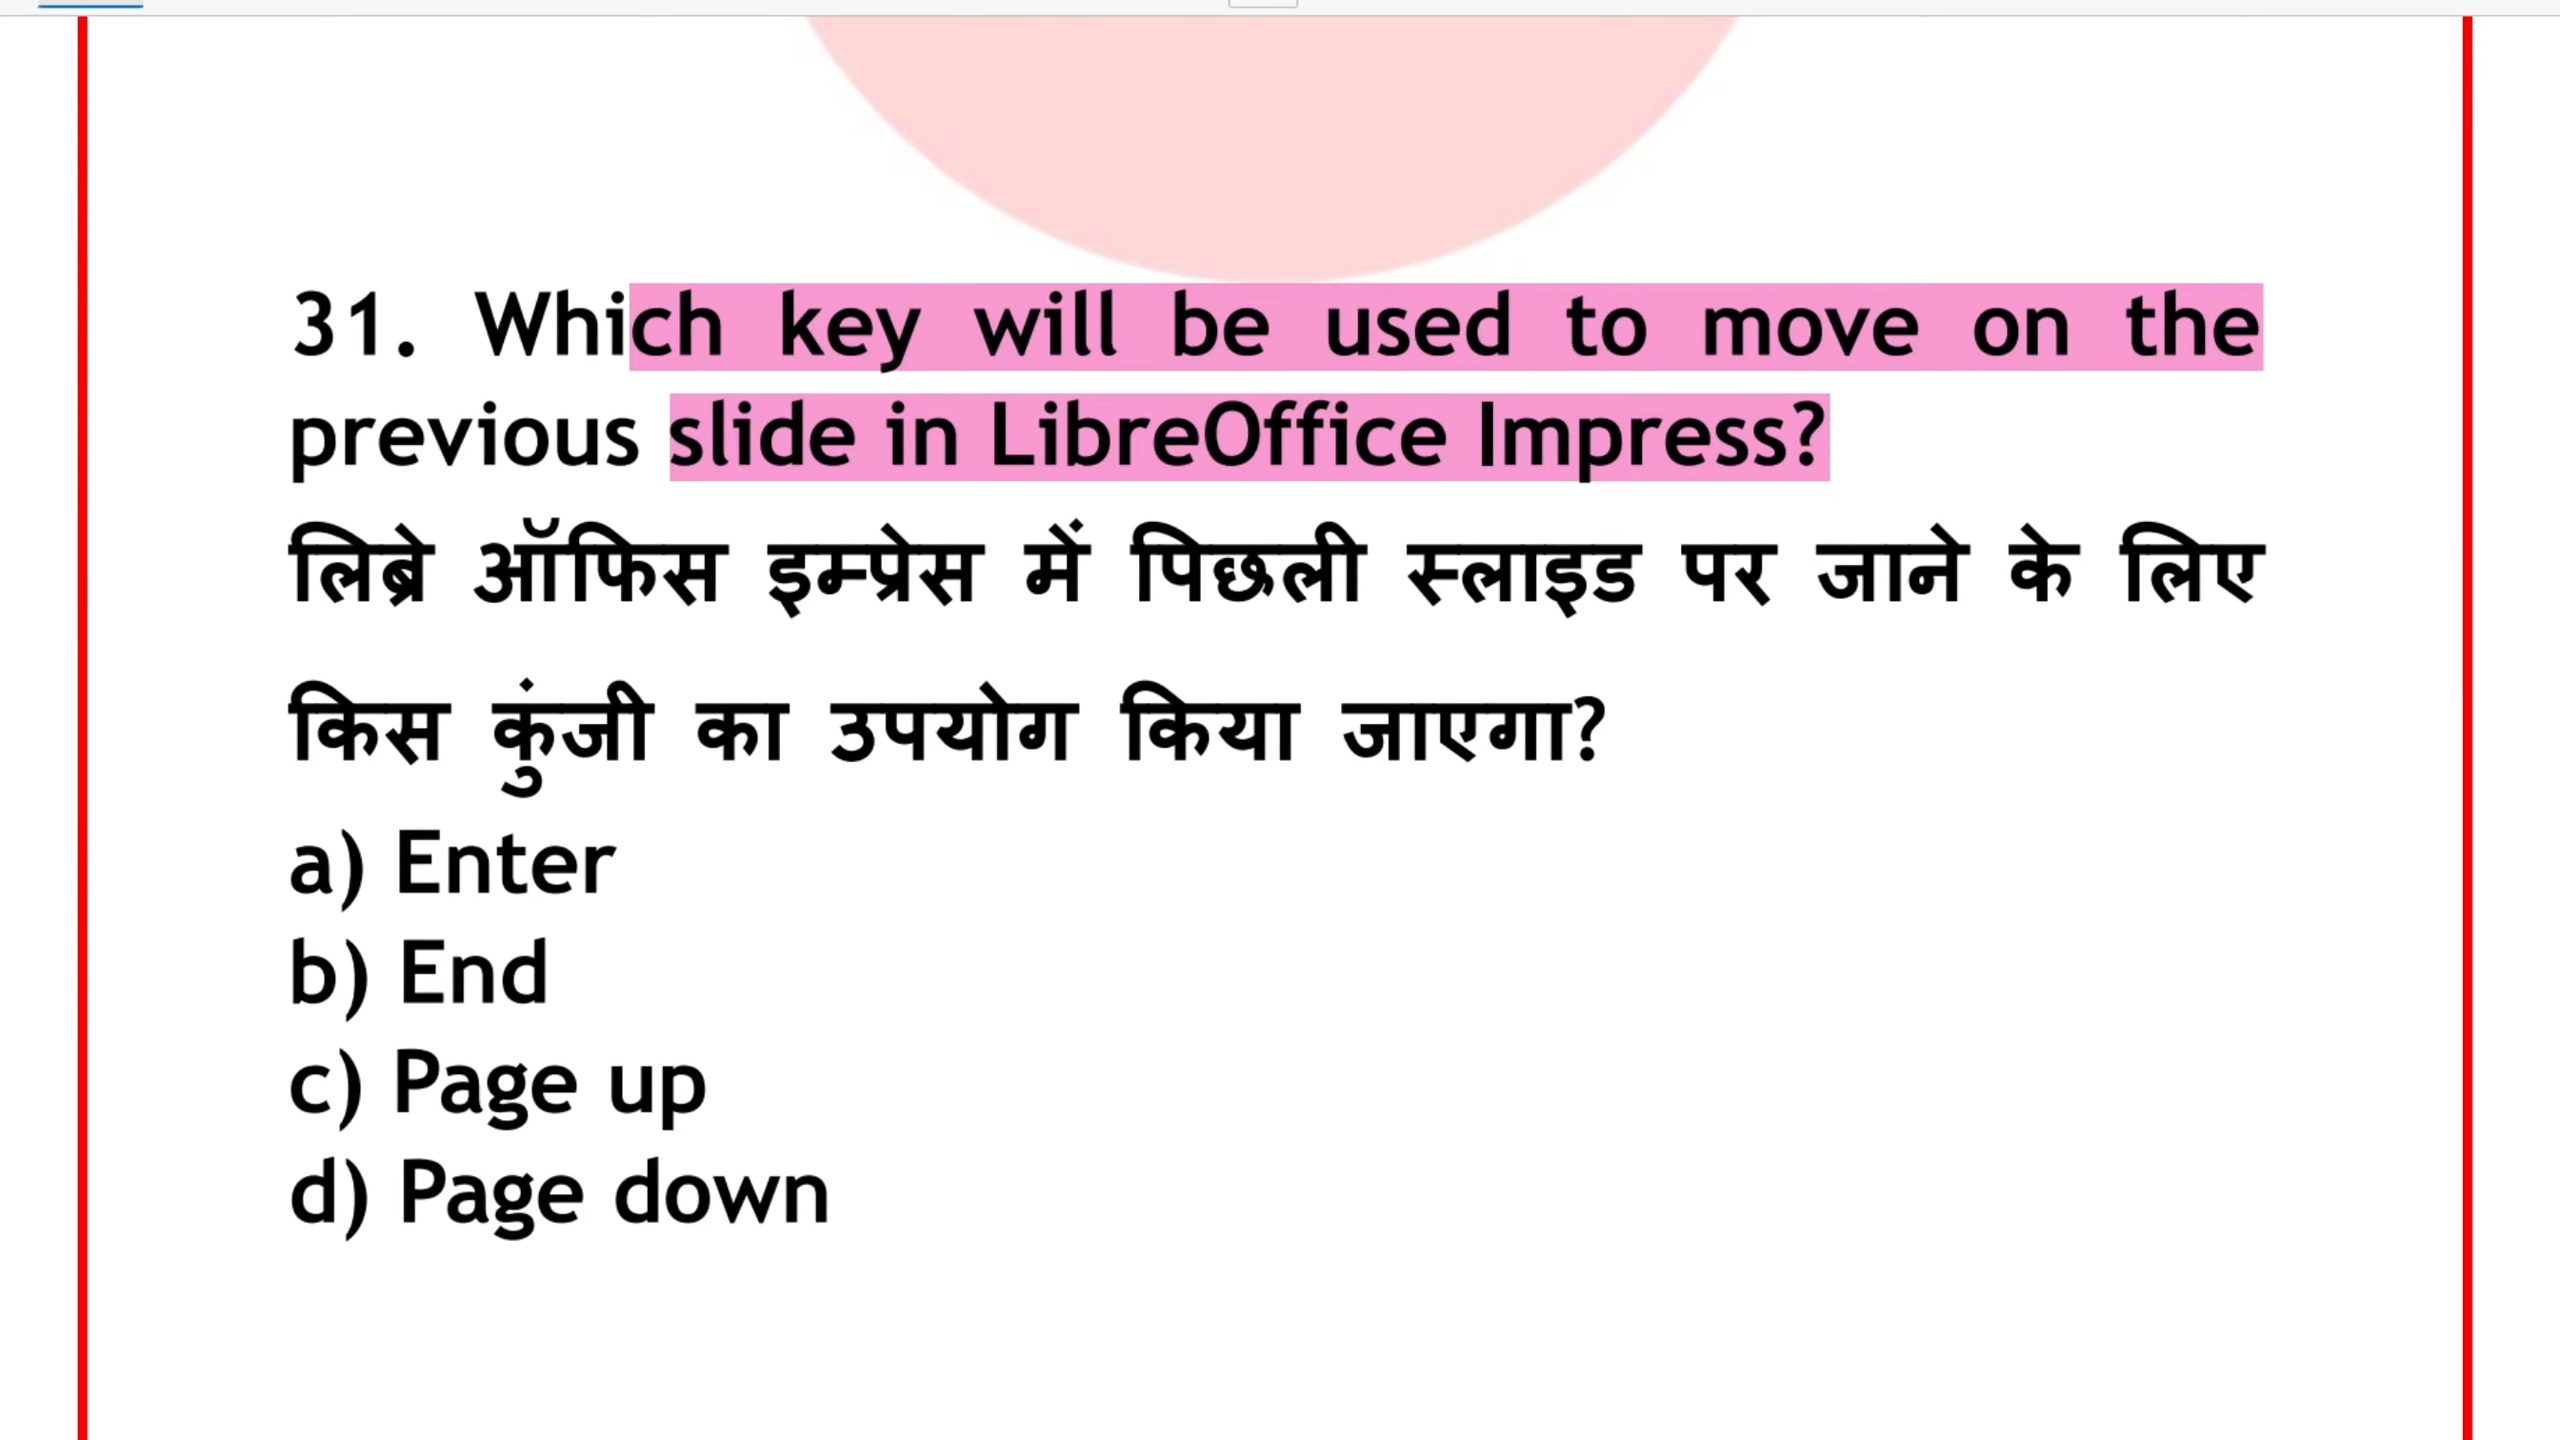 31. Which key will be used to move on the
previous slide in LibreOffice Impress?
लिब्रे ऑफिस इम्प्रेस में पिछली स्लाइड पर जाने के लिए
किस कुंजी का उपयोग किया जाएगा?
a) Enter
b) End
c) Page up
d) Page down